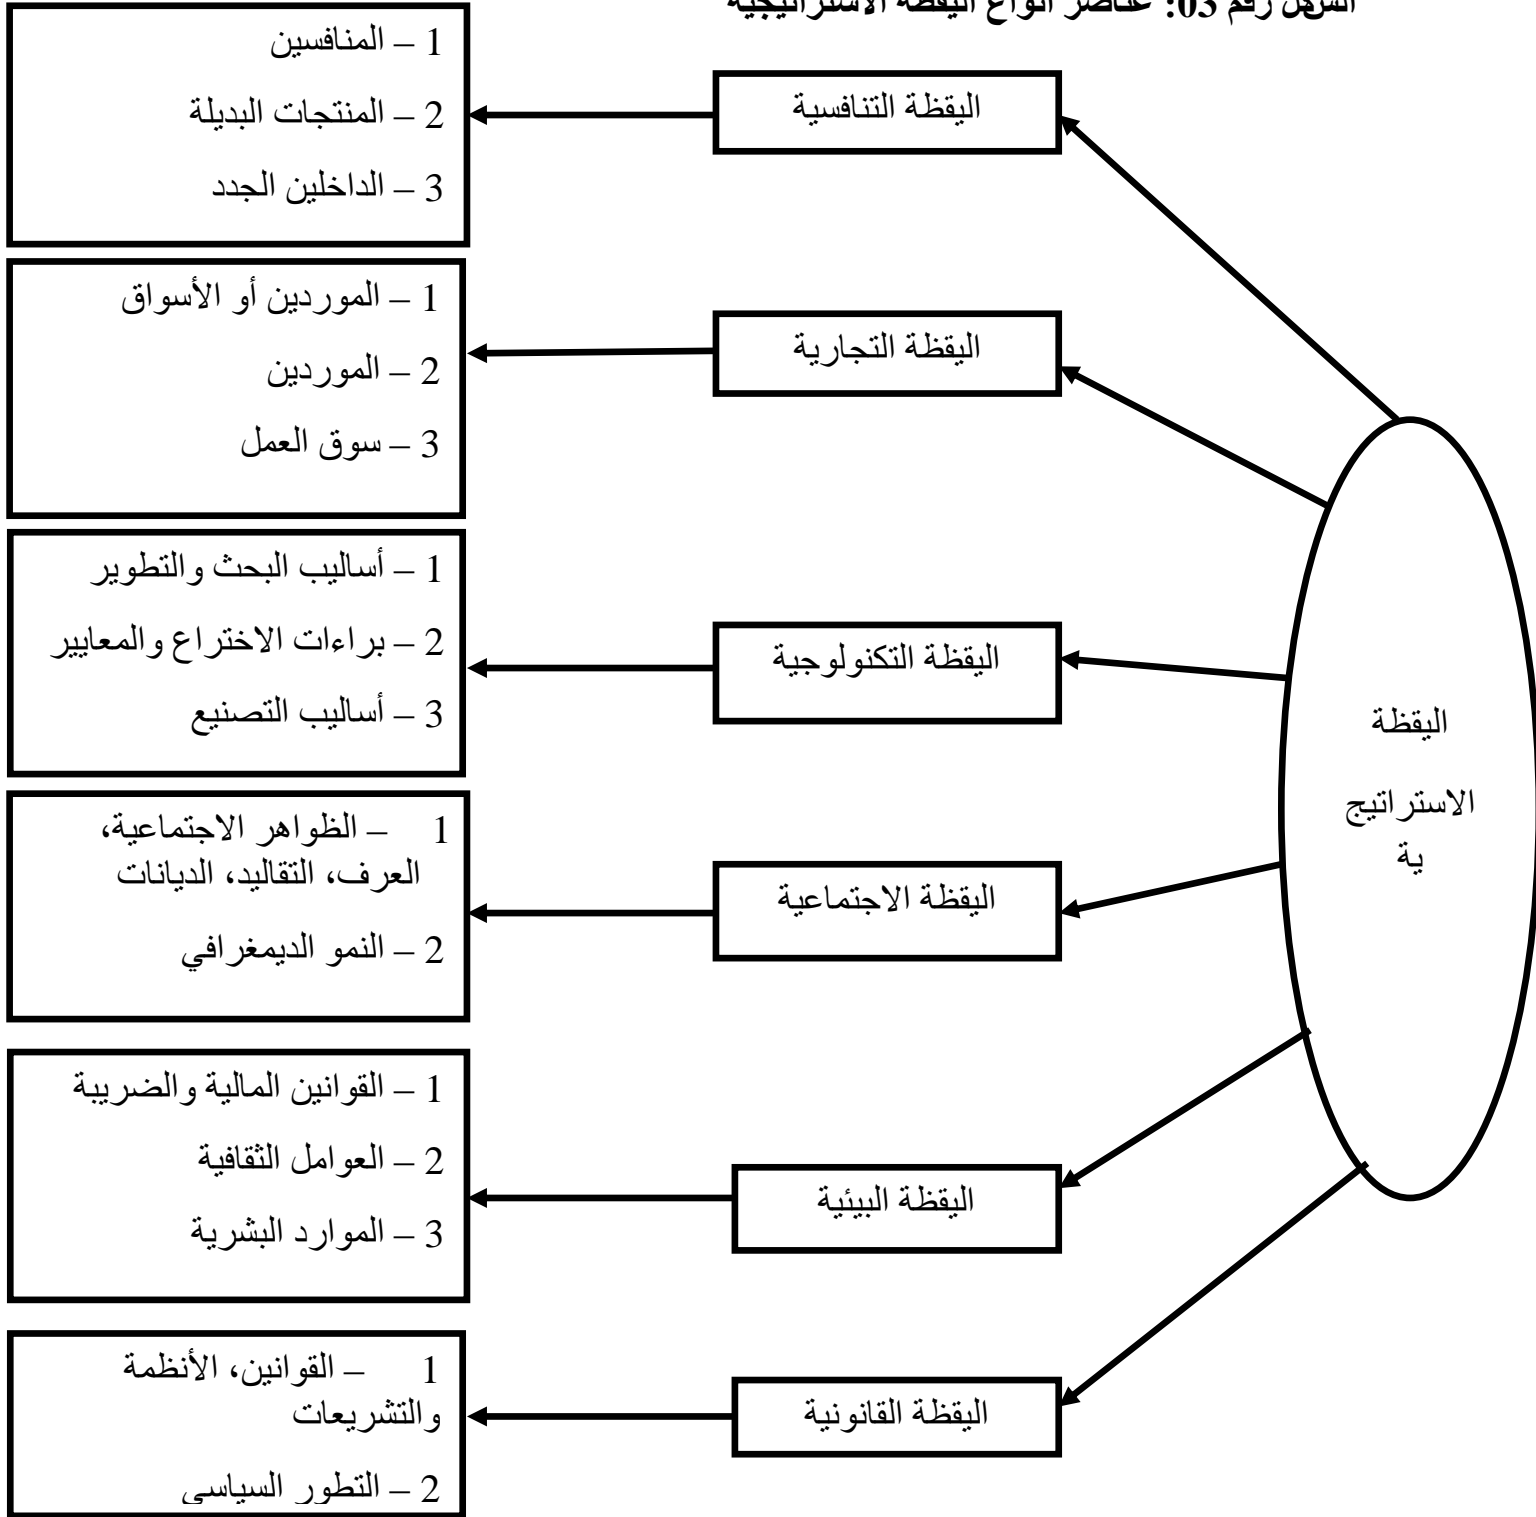 الشكل رقم 03: عناصر أنواع اليقظة الاستراتيجية
اليقظة
الاستراتيج
ية
اليقظة التنافسية
1 – المنافسين
2 – المنتجات البديلة
3 – الداخلين الجدد
اليقظة التجارية
1 – الموردين أو الأسواق
2 – الموردين
3 – سوق العمل
اليقظة التكنولوجية
1 – أساليب البحث والتطوير
2 – براءات الاختراع والمعايير
3 – أساليب التصنيع
اليقظة الاجتماعية
1 – الظواهر الاجتماعية،
العرف، التقاليد، الديانات
2 – النمو الديمغرافي
اليقظة البيئية
1 – القوانين المالية والضريبة
2 – العوامل الثقافية
3 – الموارد البشرية
اليقظة القانونية
1 – القوانين، الأنظمة
والتشريعات
2 – التطور السياسي